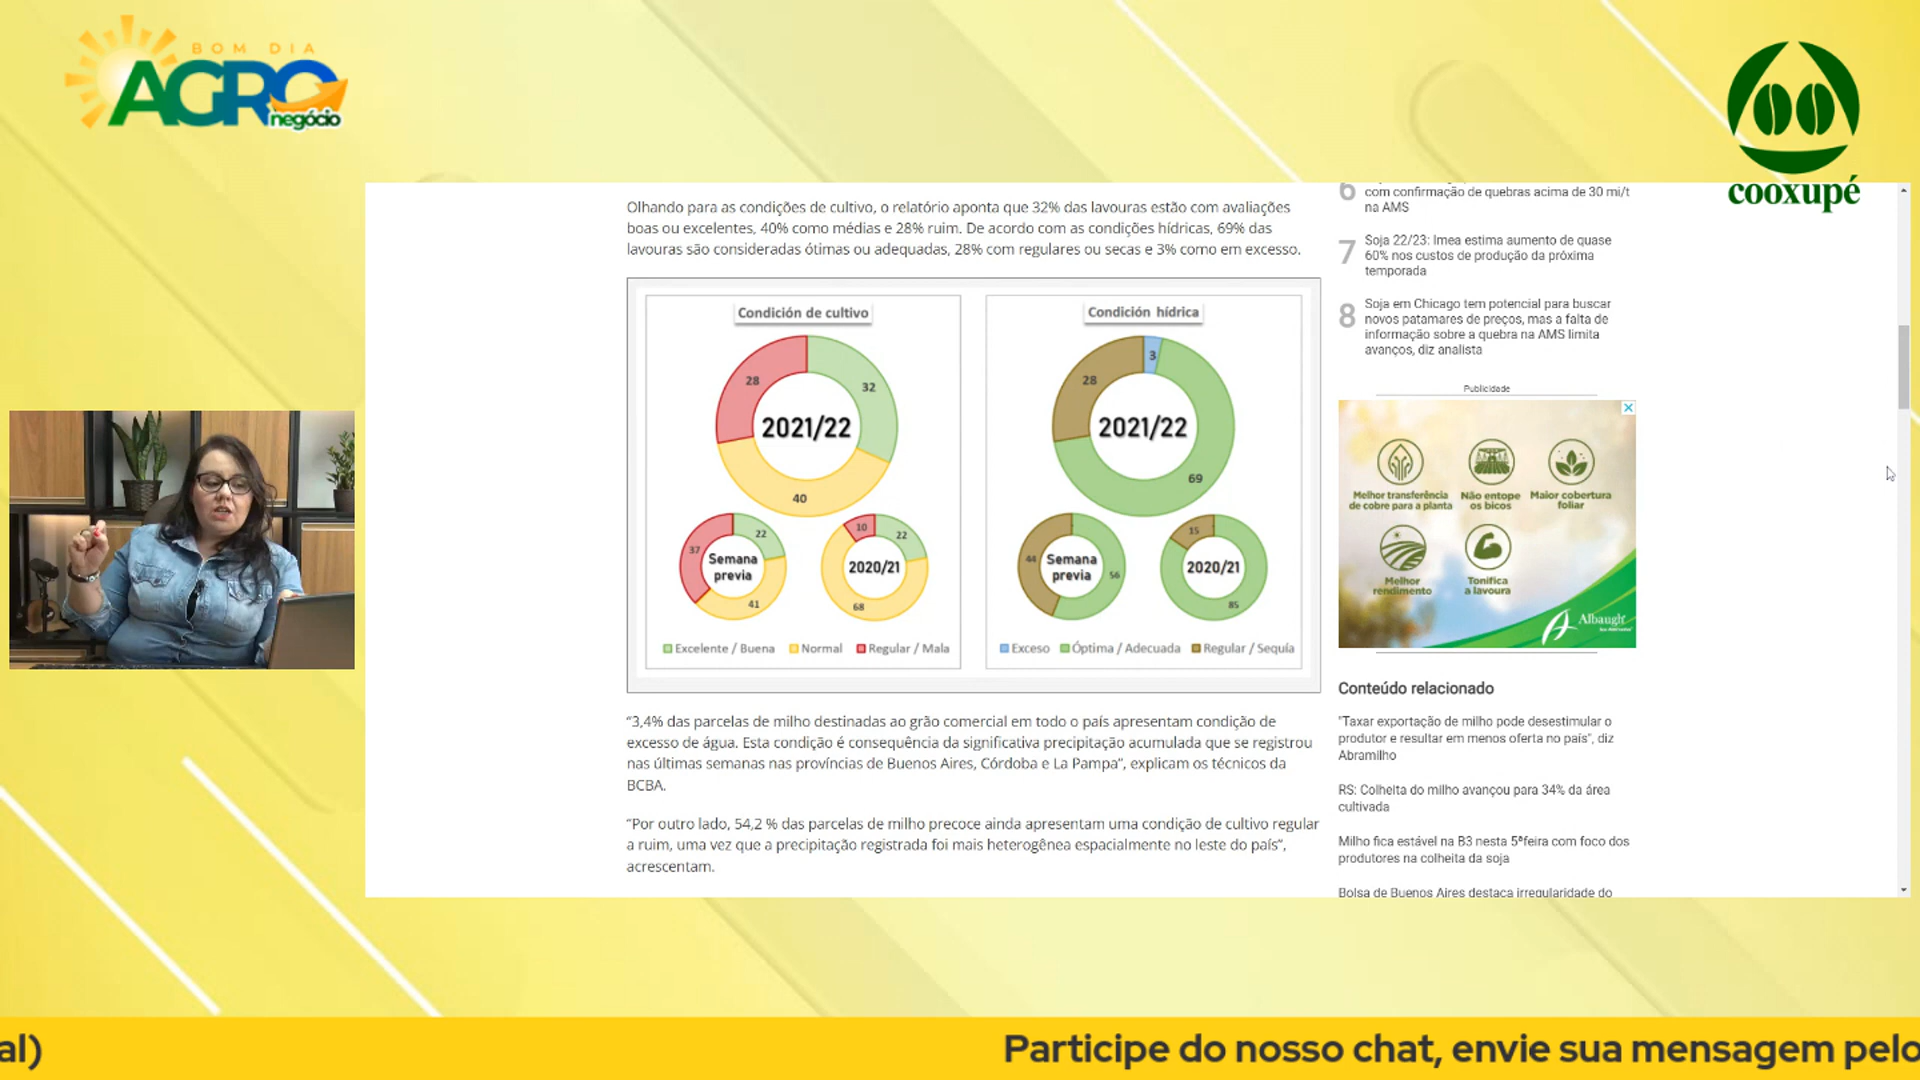 BOM DIA
AGRO
negócio
cooxupé
Olhando para as condições de cultivo, o relatório aponta que 32% das lavouras estão com avaliações
boas ou excelentes, 40% como médias e 28% ruim. De acordo com as condições hídricas, 69% das
lavouras são consideradas ótimas ou adequadas, 28% com regulares ou secas e 3% como em excesso.
Condición de cultivo
28
32
2021/22
40
37
22
Semana
previa
41
10
22
2020/21
68
Excelente / Buena
Normal
Regular / Mala
Condición hídrica
3
28
2021/22
69
44
Semana
previa
56
15
2020/21
85
Exceso
Óptima / Adecuada
Regular / Sequía
“3,4% das parcelas de milho destinadas ao grão comercial em todo o país apresentam condição de
excesso de água. Esta condição é consequência da significativa precipitação acumulada que se registrou
nas últimas semanas nas províncias de Buenos Aires, Córdoba e La Pampa”, explicam os técnicos da
BCBA.
“Por outro lado, 54,2 % das parcelas de milho precoce ainda apresentam uma condição de cultivo regular
a ruim, uma vez que a precipitação registrada foi mais heterogênea espacialmente no leste do país”,
acrescentam.
6
com confirmação de quebras acima de 30 mi/t
na AMS
7
Soja 22/23: Imea estima aumento de quase
60% nos custos de produção da próxima
temporada
8
Soja em Chicago tem potencial para buscar
novos patamares de preços, mas a falta de
informação sobre a quebra na AMS limita
avanços, diz analista
Publicidade
Melhor transferência
de cobre para a planta
Não entope
os bicos
Maior cobertura
foliar
Melhor
rendimento
Tonifica
a lavoura
Albaugh
Conteúdo relacionado
"Taxar exportação de milho pode desestimular o
produtor e resultar em menos oferta no país", diz
Abramilho
RS: Colheita do milho avançou para 34% da área
cultivada
Milho fica estável na B3 nesta 5ªfeira com foco dos
produtores na colheita da soja
Bolsa de Buenos Aires destaca irregularidade do
al)
Participe do nosso chat, envie sua mensagem pelo